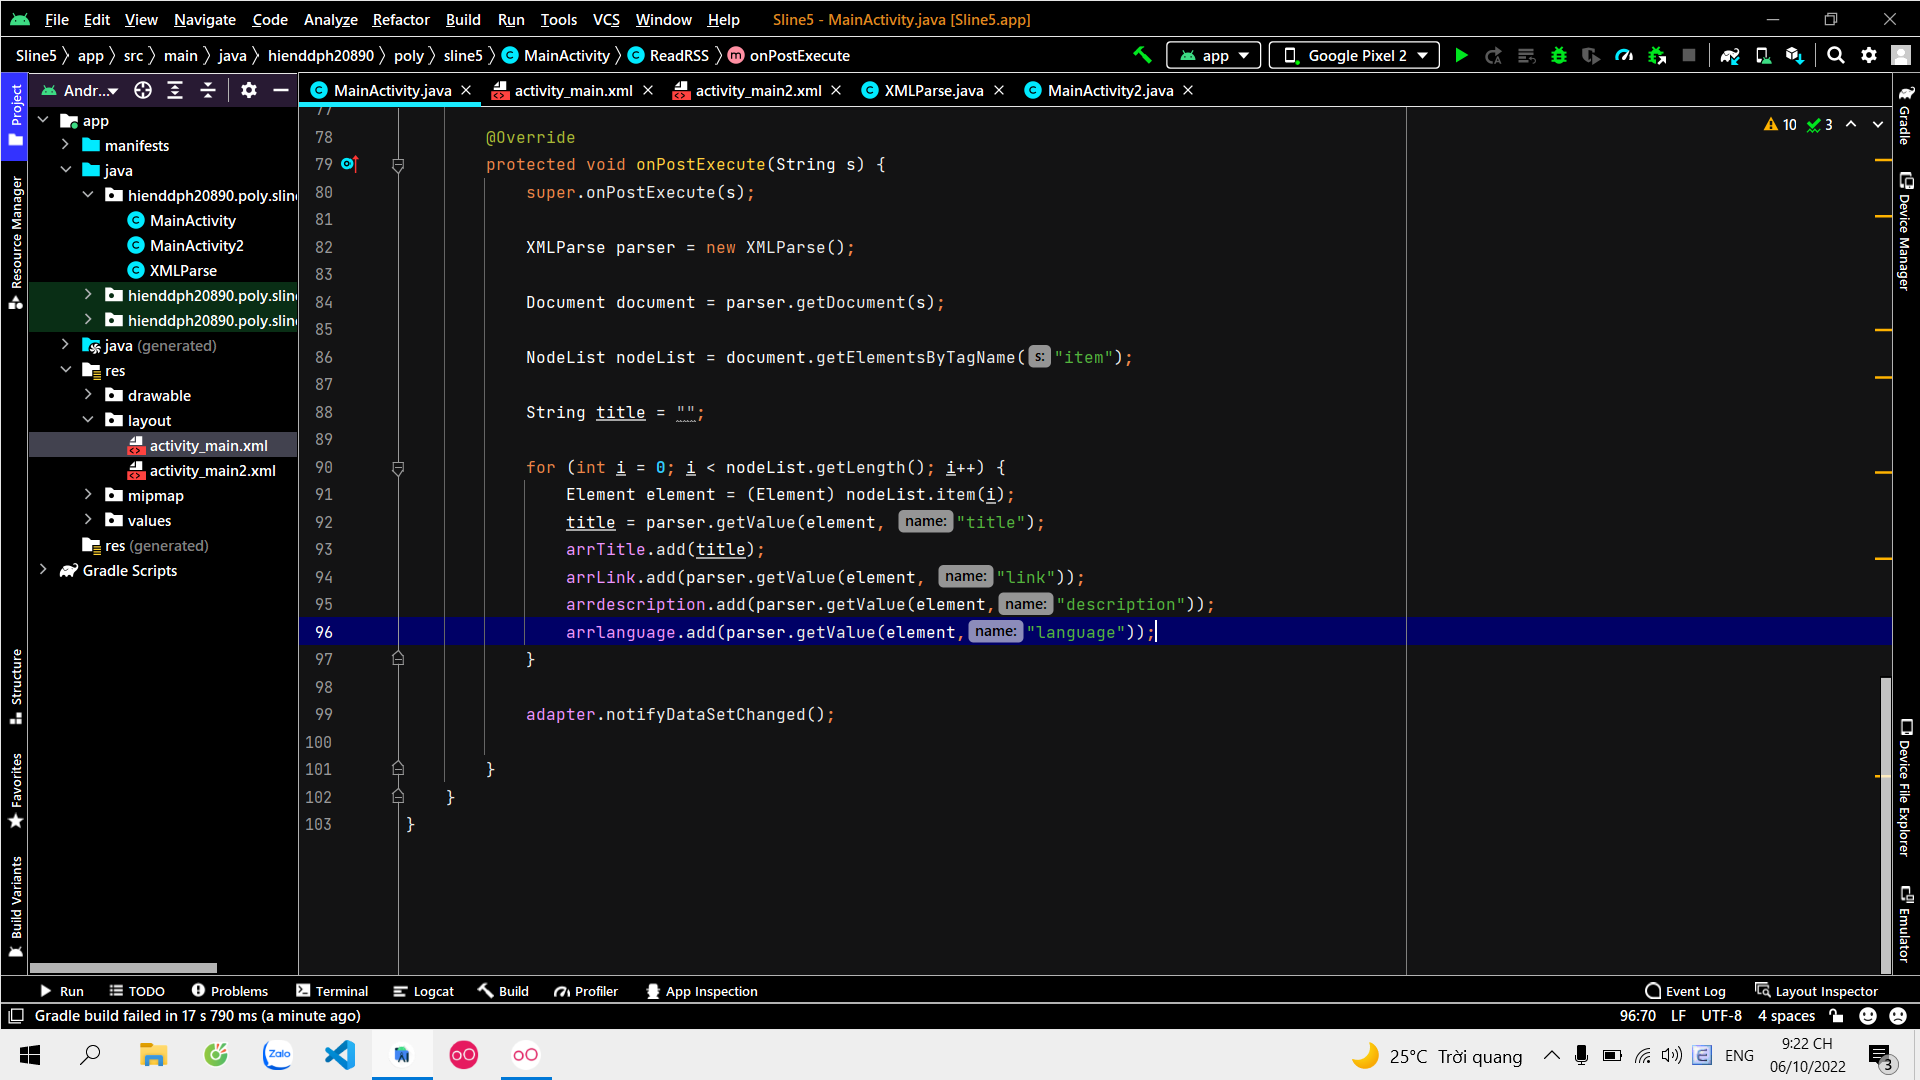 File Edit View Navigate Code Analyze Refactor Build Run Tools VCS Window Help Sline5 - MainActivity.java [Sline5.app]
Sline5 app src main java hienddph20890 poly sline5 MainActivity ReadRSS onPostExecute app Google Pixel 2
Andr... MainActivity.java activity_main.xml activity_main2.xml XMLParse.java MainActivity2.java
Project
Resource Manager
Structure
Favorites
Build Variants
app
manifests
java
hienddph20890.poly.slin
MainActivity
MainActivity2
XMLParse
hienddph20890.poly.slin
hienddph20890.poly.slin
java (generated)
res
drawable
layout
activity_main.xml
activity_main2.xml
mipmap
values
res (generated)
Gradle Scripts
10 3
77
78 @Override
79 protected void onPostExecute(String s) {
80 super.onPostExecute(s);
81
82 XMLParse parser = new XMLParse();
83
84 Document document = parser.getDocument(s);
85
86 NodeList nodeList = document.getElementsByTagName( s: "item");
87
88 String title = "";
89
90 for (int i = 0; i < nodeList.getLength(); i++) {
91 Element element = (Element) nodeList.item(i);
92 title = parser.getValue(element, name: "title");
93 arrTitle.add(title);
94 arrLink.add(parser.getValue(element, name: "link"));
95 arrdescription.add(parser.getValue(element, name: "description"));
96 arrlanguage.add(parser.getValue(element, name: "language"));
97 }
98
99 adapter.notifyDataSetChanged();
100
101 }
102 }
103 }
Gradle
Device Manager
Device File Explorer
Emulator
Run TODO Problems Terminal Logcat Build Profiler App Inspection Event Log Layout Inspector
Gradle build failed in 17 s 790 ms (a minute ago) 96:70 LF UTF-8 4 spaces
Zalo 25°C Trời quang ENG 9:22 CH
06/10/2022
3